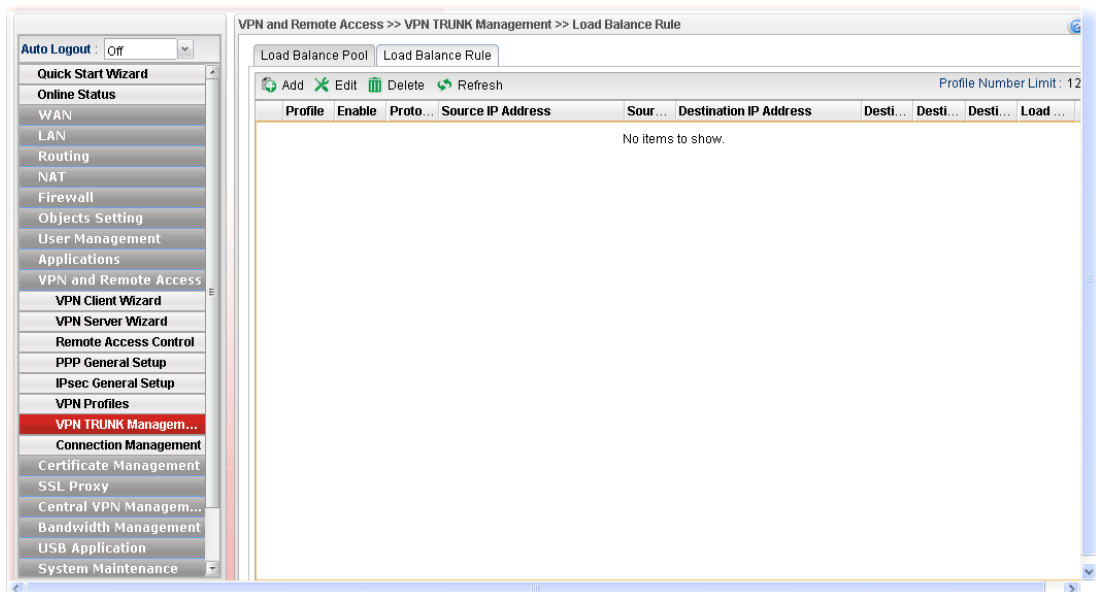 VPN and Remote Access >> VPN TRUNK Management >> Load Balance Rule
Auto Logout : Off
Quick Start Wizard
Online Status
WAN
LAN
Routing
NAT
Firewall
Objects Setting
User Management
Applications
VPN and Remote Access
VPN Client Wizard
VPN Server Wizard
Remote Access Control
PPP General Setup
IPsec General Setup
VPN Profiles
VPN TRUNK Managem...
Connection Management
Certificate Management
SSL Proxy
Central VPN Managem...
Bandwidth Management
USB Application
System Maintenance
Load Balance Pool Load Balance Rule
Add Edit Delete Refresh Profile Number Limit : 12
Profile Enable Proto... Source IP Address Sour... Destination IP Address Desti... Desti... Desti... Load ...
No items to show.